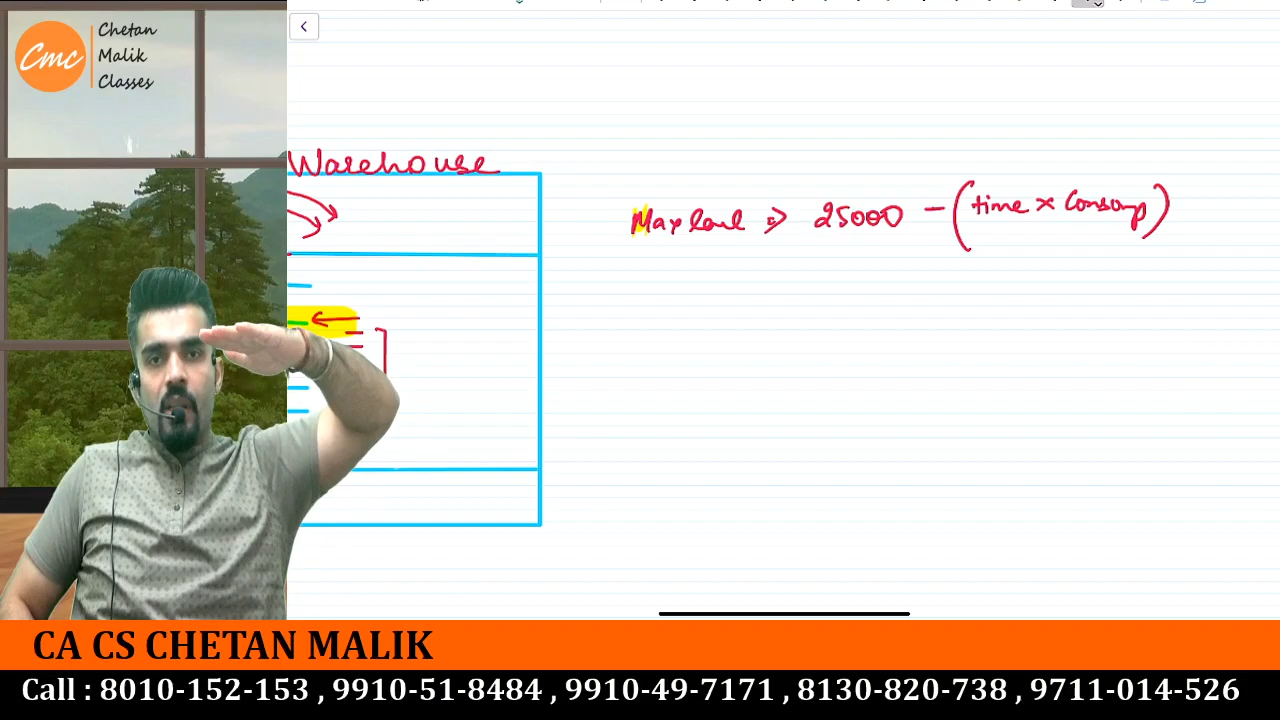 Chetan
Malik
Classes
Cmc
Warehouse
Max level => 25000 - (time × Consump)
CA CS CHETAN MALIK
Call : 8010-152-153 , 9910-51-8484 , 9910-49-7171 , 8130-820-738 , 9711-014-526